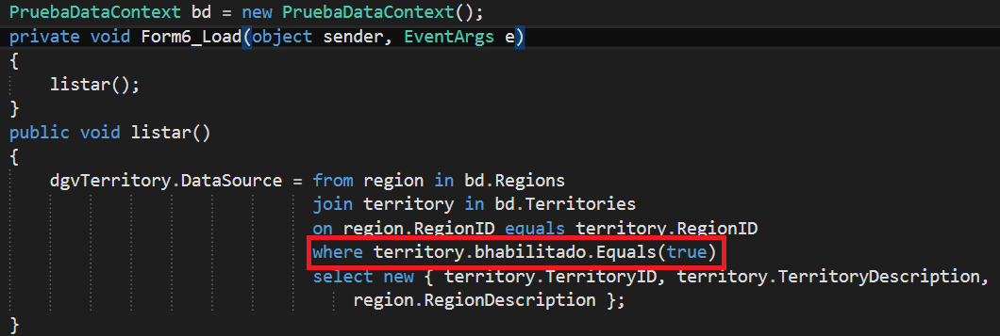 PruebaDataContext bd = new PruebaDataContext();
private void Form6_Load(object sender, EventArgs e)
{
listar();
}
public void listar()
{
dgvTerritory.DataSource = from region in bd.Regions
join territory in bd.Territories
on region.RegionID equals territory.RegionID
where territory.bhabilitado.Equals(true)
select new { territory.TerritoryID, territory.TerritoryDescription,
region.RegionDescription };
}